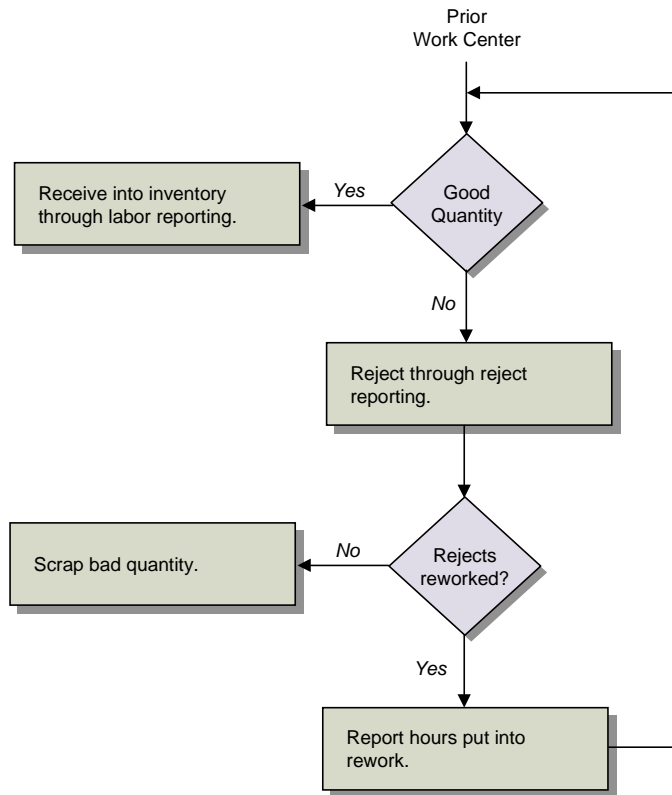 Prior
Work Center
Good
Quantity
Yes
Receive into inventory
through labor reporting.
No
Reject through reject
reporting.
Rejects
reworked?
No
Scrap bad quantity.
Yes
Report hours put into
rework.